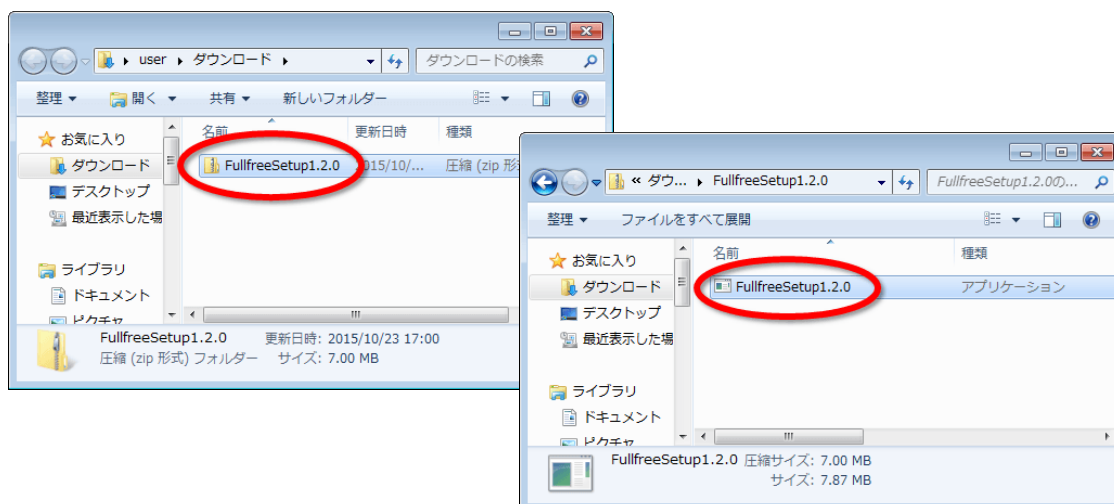 user ダウンロード ダウンロードの検索
整理 開く 共有 新しいフォルダー
お気に入り
ダウンロード
デスクトップ
最近表示した場
ライブラリ
ドキュメント
ピクチャ
名前 更新日時 種類
FullfreeSetup1.2.0 2015/10/... 圧縮 (zip 形
FullfreeSetup1.2.0 更新日時: 2015/10/23 17:00
圧縮 (zip 形式) フォルダー サイズ: 7.00 MB
« ダウ... FullfreeSetup1.2.0 FullfreeSetup1.2.0の...
整理 ファイルをすべて展開
お気に入り
ダウンロード
デスクトップ
最近表示した場
ライブラリ
ドキュメント
ピクチャ
名前 種類
FullfreeSetup1.2.0 アプリケーション
FullfreeSetup1.2.0 圧縮サイズ: 7.00 MB
サイズ: 7.87 MB